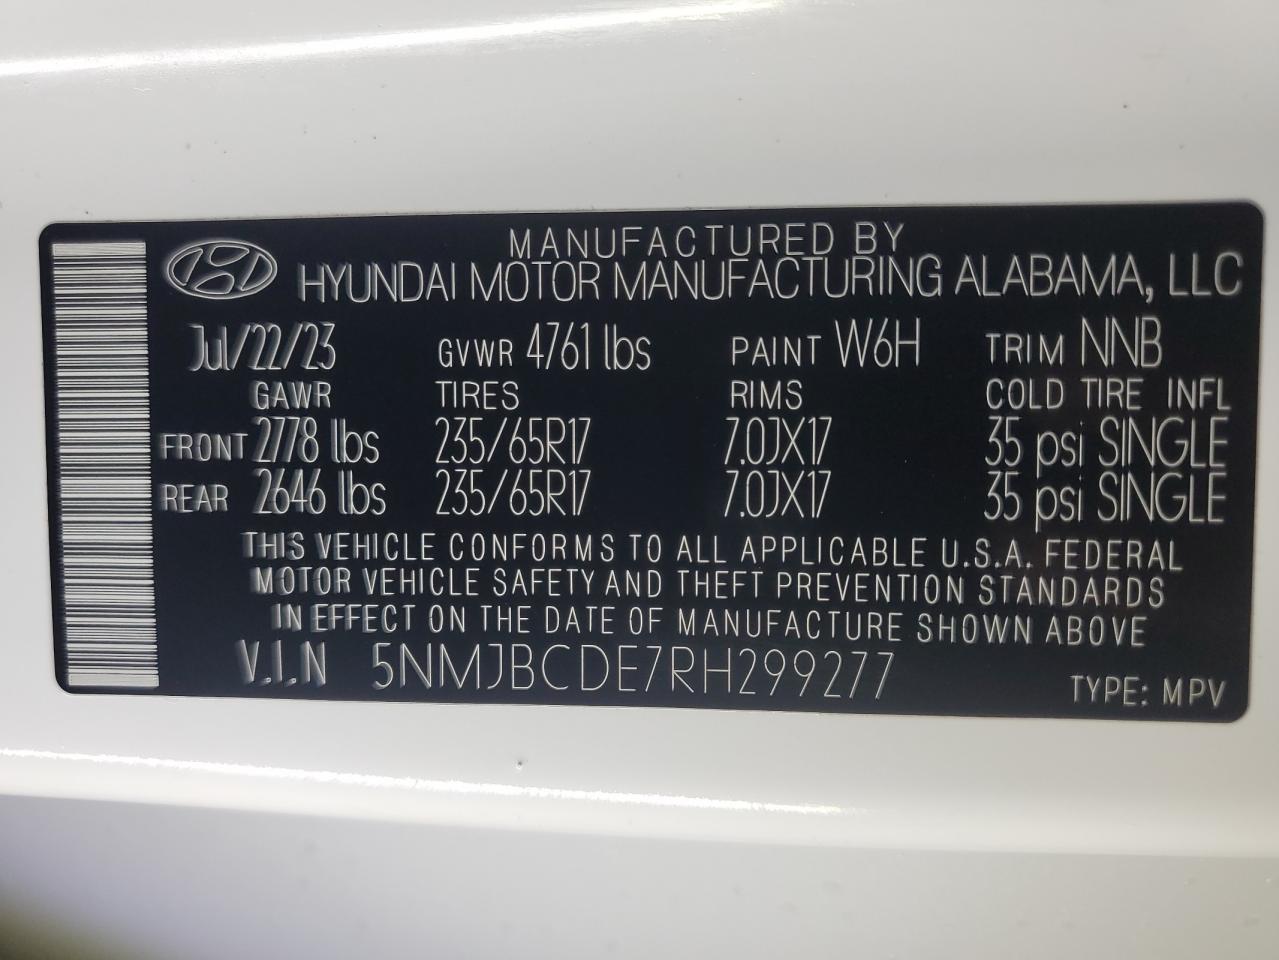 MANUFACTURED BY
HYUNDAI MOTOR MANUFACTURING ALABAMA, LLC
Jul/22/23 GVWR 4761 lbs PAINT W6H TRIM NNB
GAWR TIRES RIMS COLD TIRE INFL
FRONT 2778 lbs 235/65R17 7.0JX17 35 psi SINGLE
REAR 2646 lbs 235/65R17 7.0JX17 35 psi SINGLE
THIS VEHICLE CONFORMS TO ALL APPLICABLE U.S.A. FEDERAL
MOTOR VEHICLE SAFETY AND THEFT PREVENTION STANDARDS
IN EFFECT ON THE DATE OF MANUFACTURE SHOWN ABOVE
V.I.N 5NMJBCDE7RH299277 TYPE: MPV